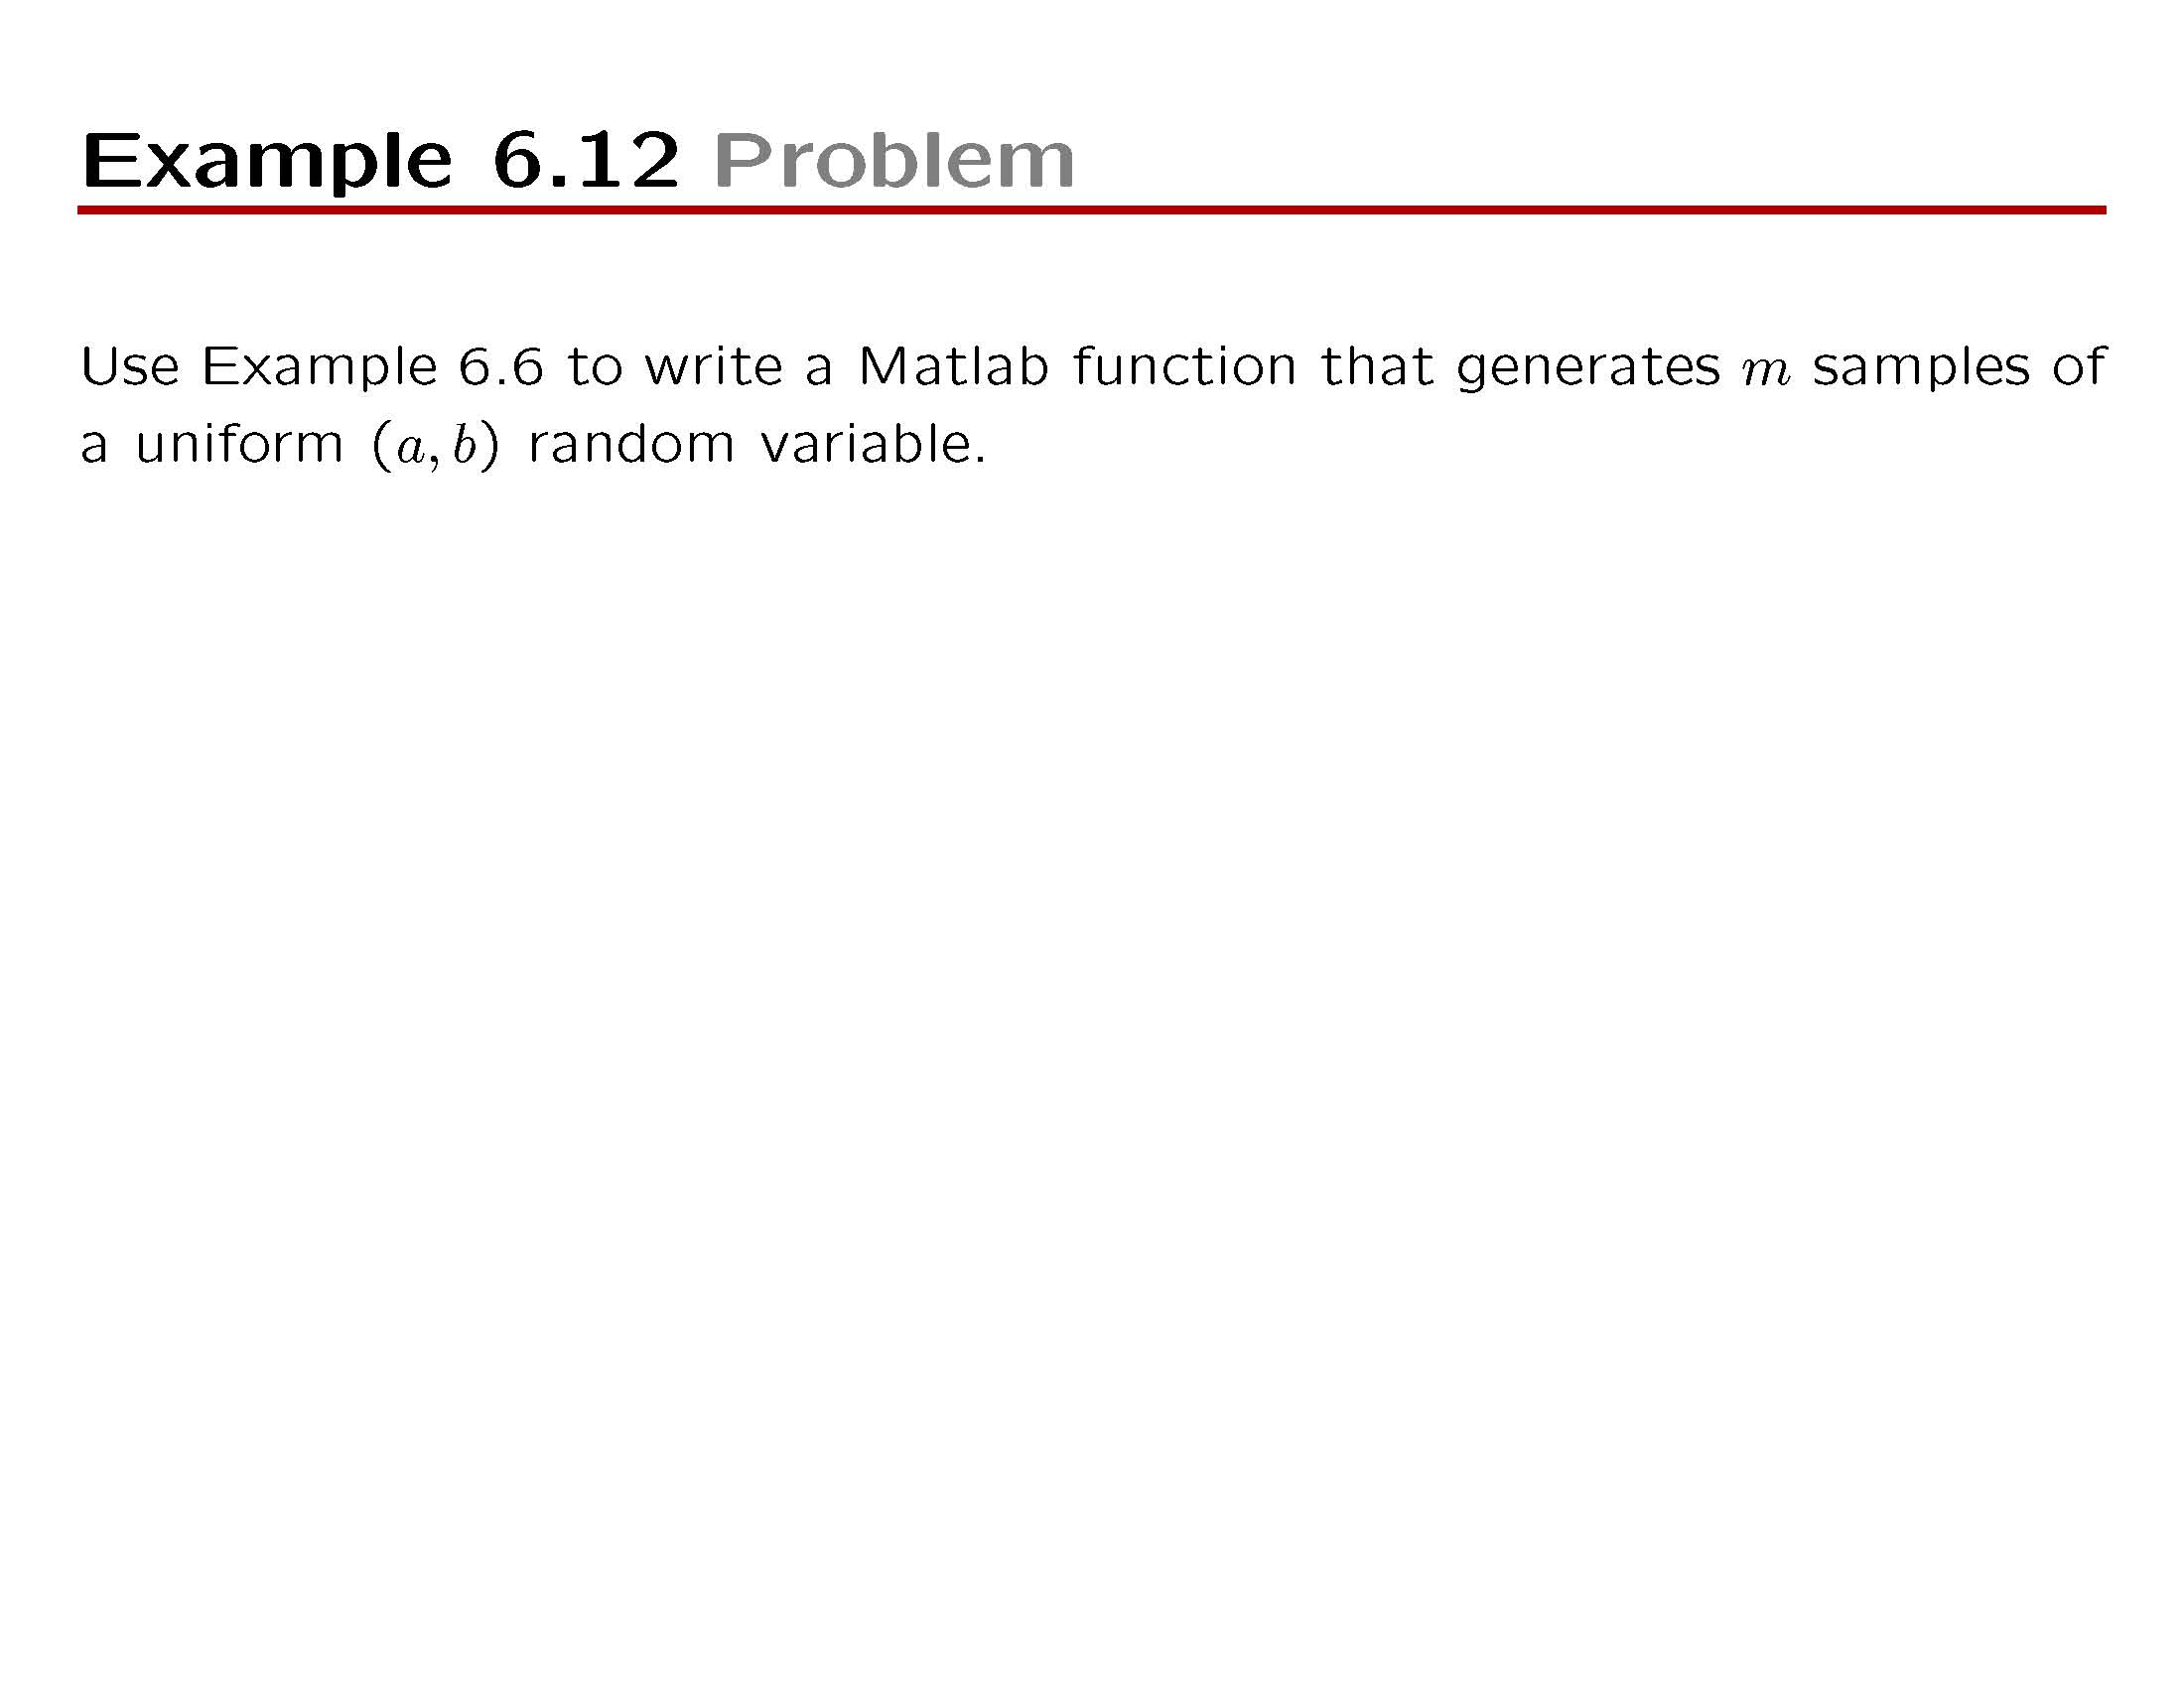 Example 6.12 Problem
Use Example 6.6 to write a Matlab function that generates m samples of
a uniform (a, b) random variable.